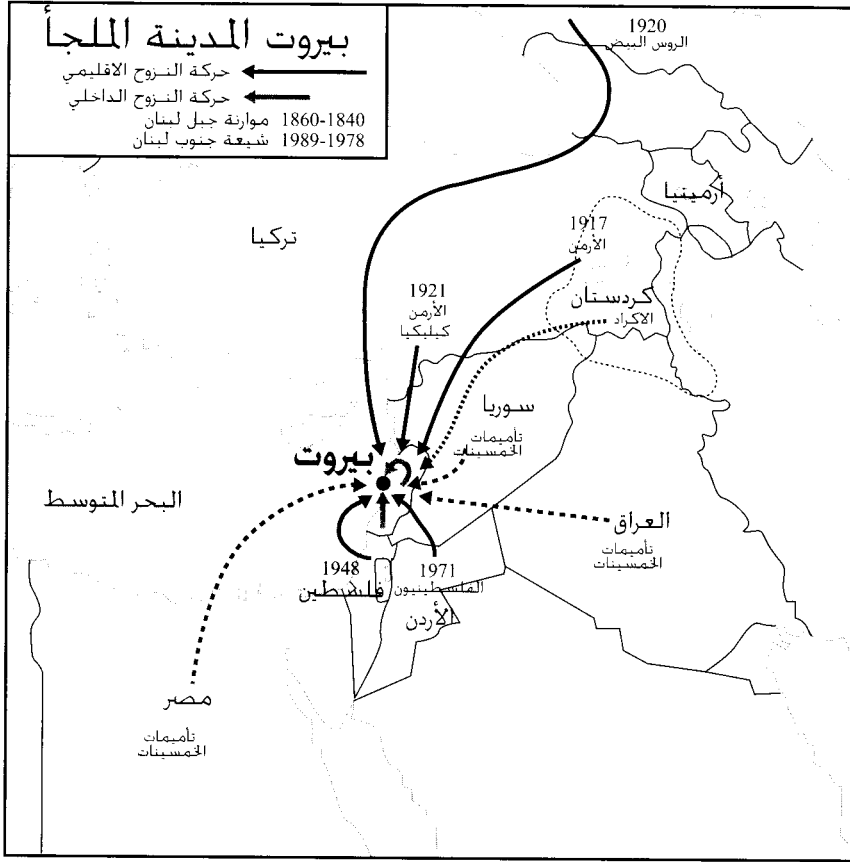 بيروت المدينة الملجأ
حركة النزوح الاقليمي
حركة النزوح الداخلي
1860-1840 موارنة جبل لبنان
1989-1978 شيعة جنوب لبنان
1920
الروس البيض
أرمينيا
تركيا
1917
الأرمن
1921
الأرمن
كيليكيا
كردستان
الاكراد
سوريا
تأميمات
الخمسينات
بيروت
البحر المتوسط
العراق
تأميمات
الخمسينات
1948
فلسطين
1971
الفلسطينيون
الأردن
مصر
تأميمات
الخمسينات